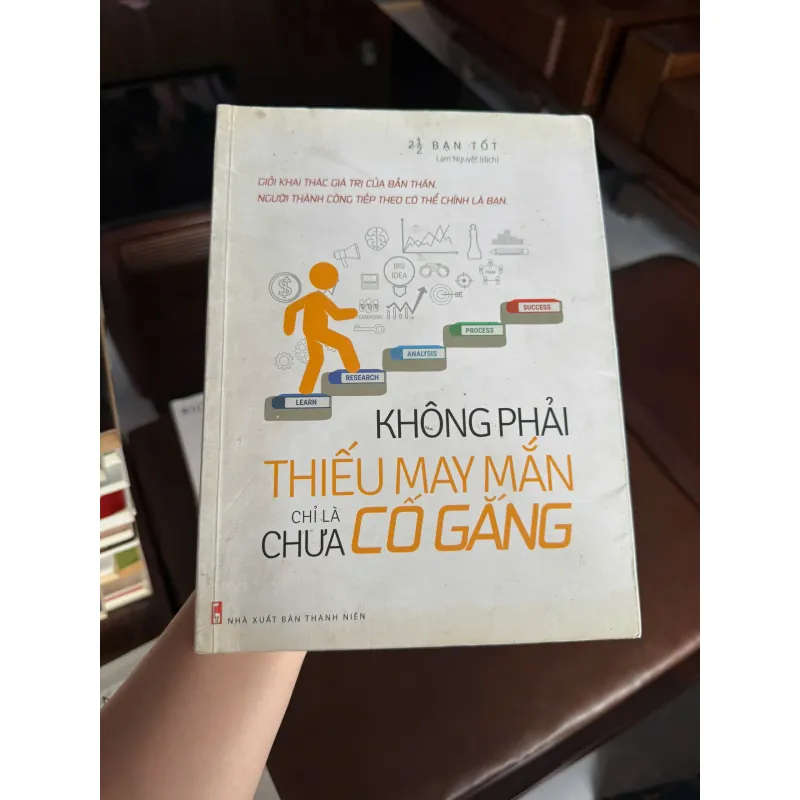 2½ BẠN TỐT
Lam Nguyệt (dịch)
GIỎI KHAI THÁC GIÁ TRỊ CỦA BẢN THÂN,
NGƯỜI THÀNH CÔNG TIẾP THEO CÓ THỂ CHÍNH LÀ BẠN.
BIG
IDEA
TEAM
CAMPAIGNS
SUCCESS
PROCESS
ANALYSIS
RESEARCH
LEARN
KHÔNG PHẢI
THIẾU MAY MẮN
CHỈ LÀ
CHƯA CỐ GẮNG
NHÀ XUẤT BẢN THANH NIÊN